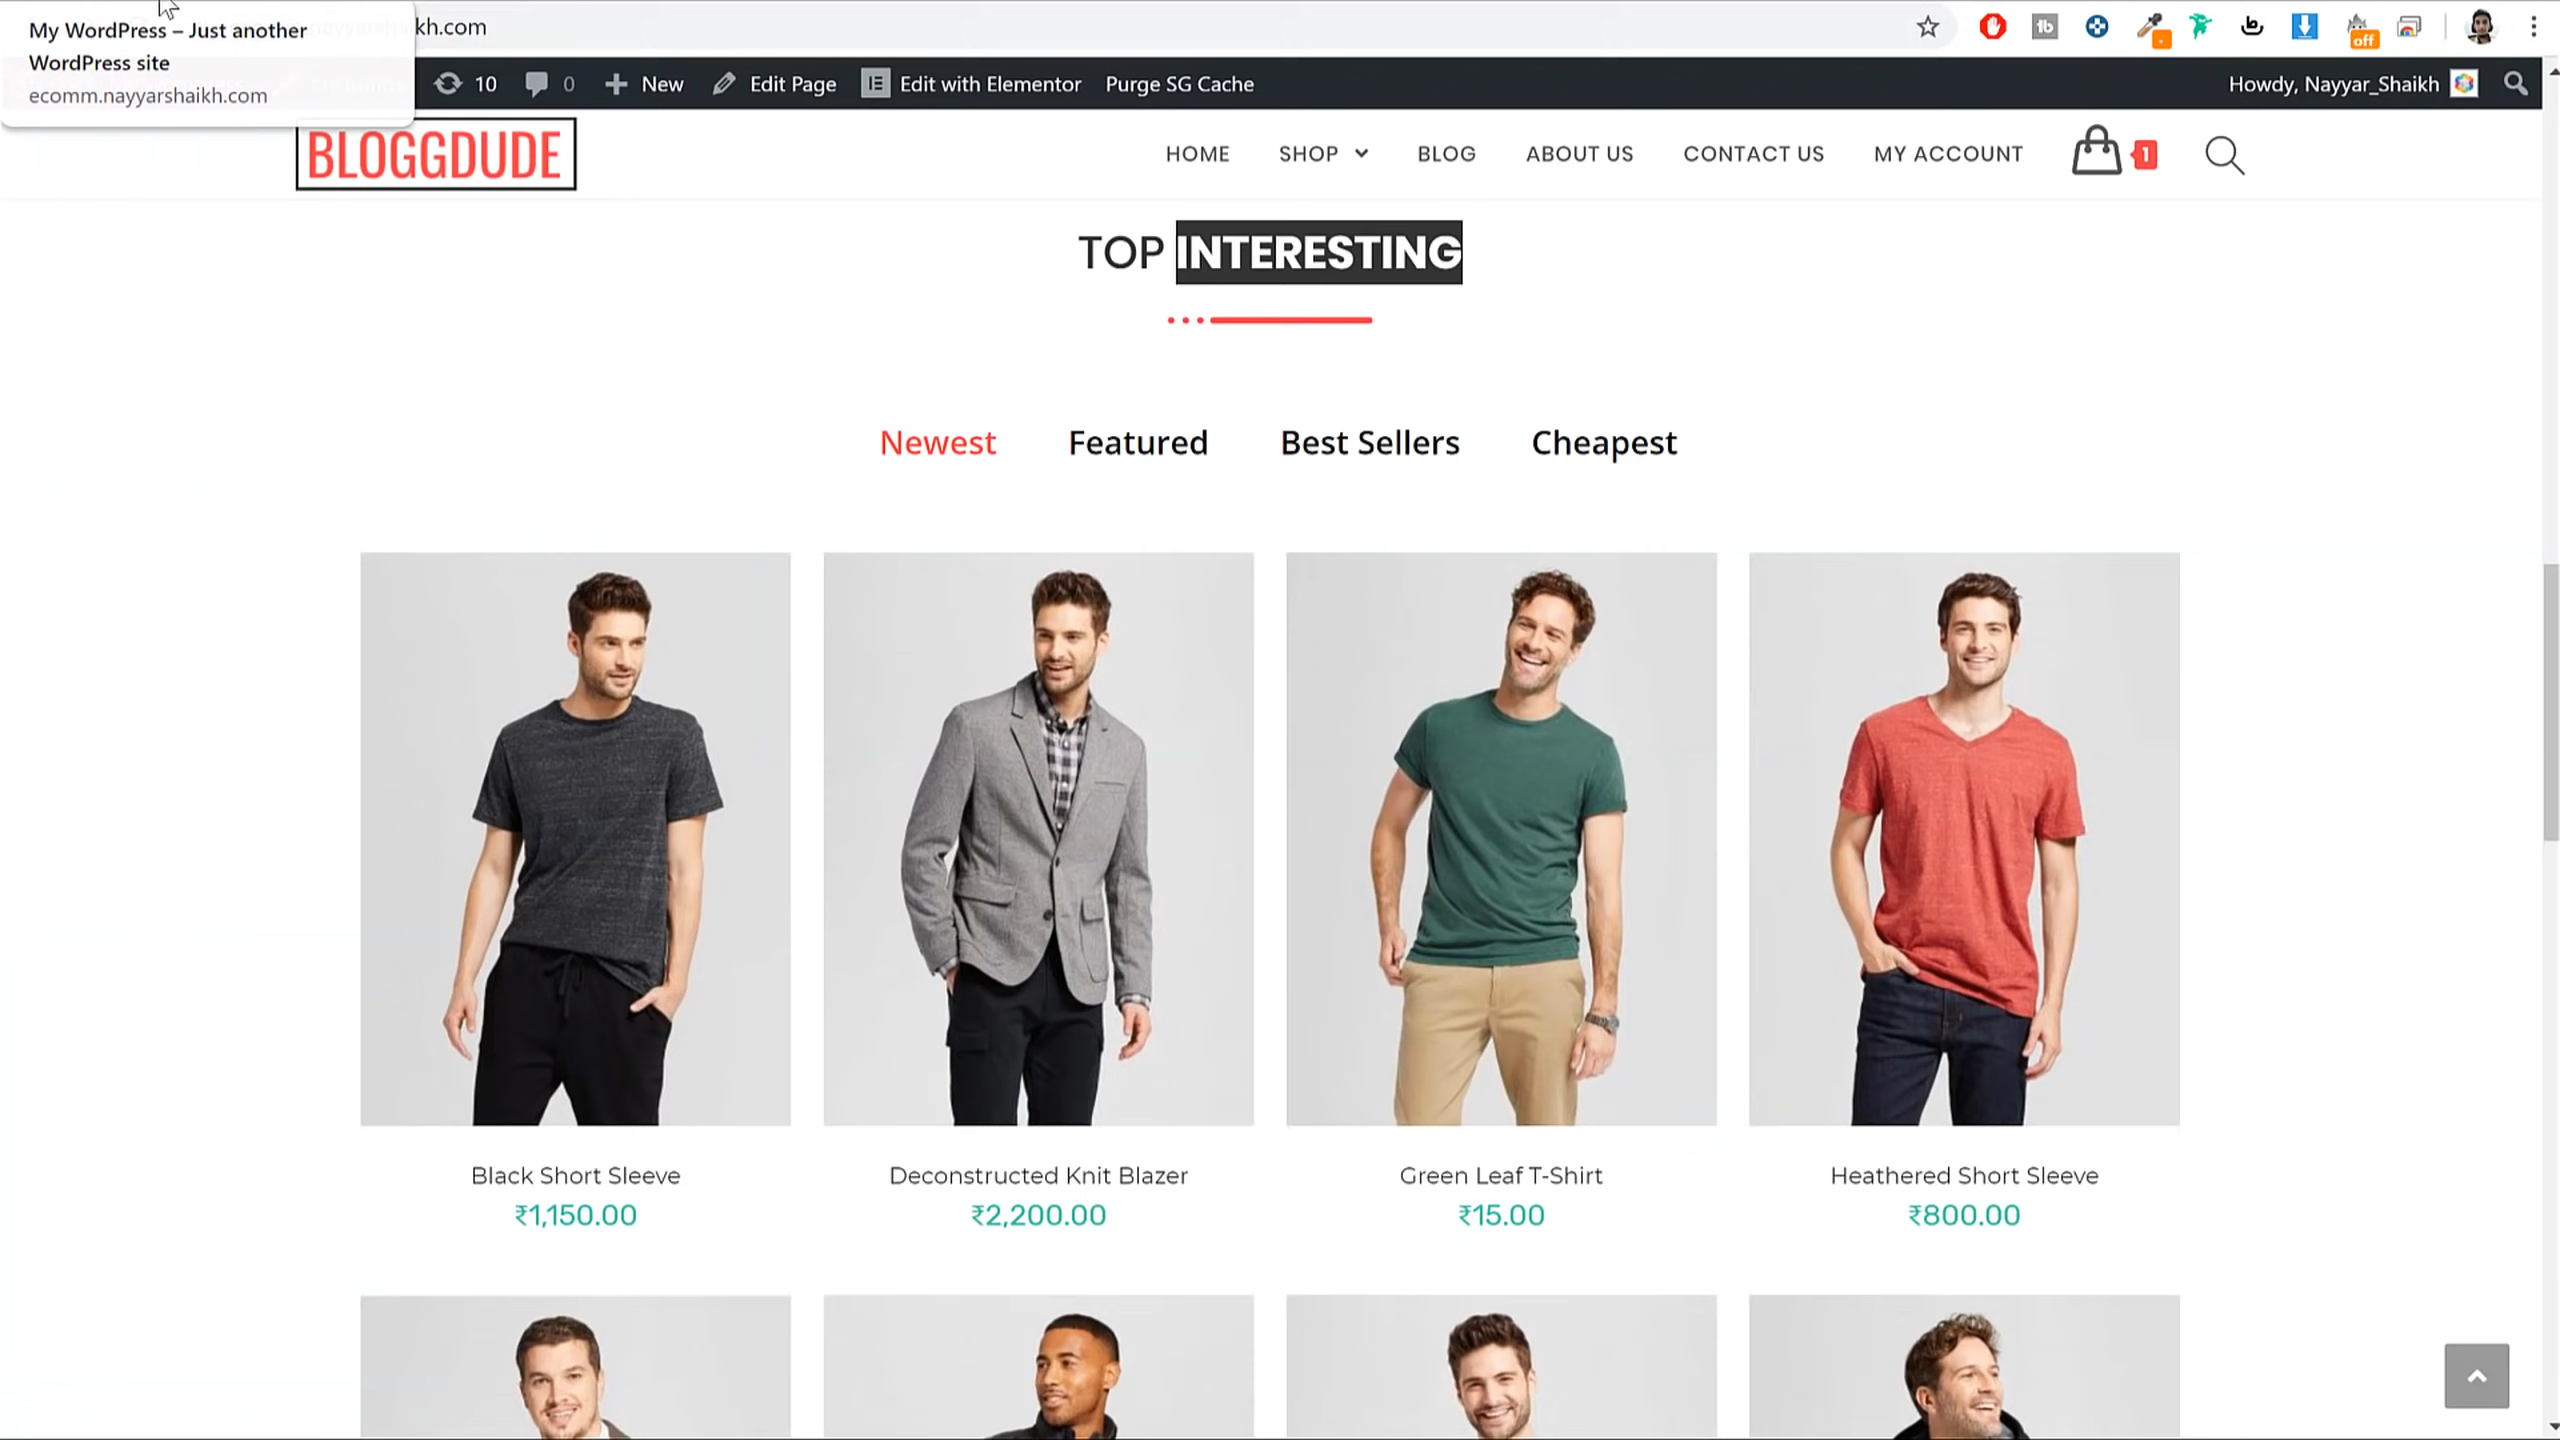 My WordPress – Just another
WordPress site
ecomm.nayyarshaikh.com
kh.com
off
10
0
New
Edit Page
Edit with Elementor
Purge SG Cache
Howdy, Nayyar_Shaikh
BLOGGDUDE
HOME
SHOP
BLOG
ABOUT US
CONTACT US
MY ACCOUNT
1
TOP INTERESTING
Newest
Featured
Best Sellers
Cheapest
Black Short Sleeve
₹1,150.00
Deconstructed Knit Blazer
₹2,200.00
Green Leaf T-Shirt
₹15.00
Heathered Short Sleeve
₹800.00